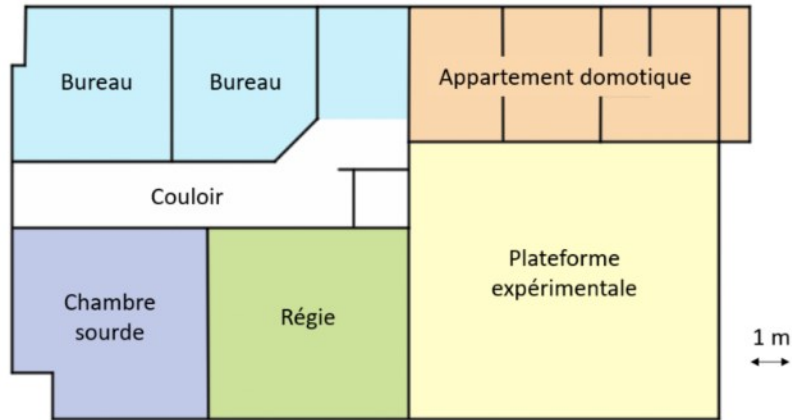 Bureau
Bureau
Appartement domotique
Couloir
Plateforme
expérimentale
Chambre
sourde
Régie
1 m